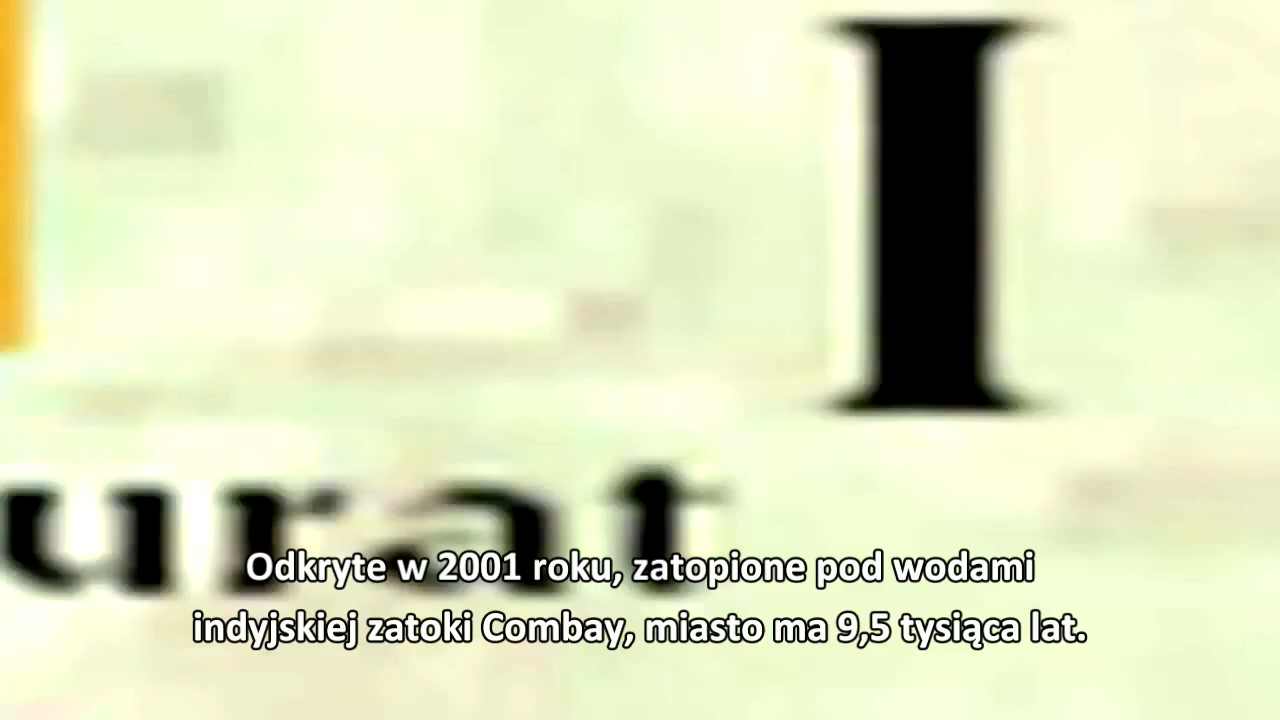 I
urat
Odkryte w 2001 roku, zatopione pod wodami
indyjskiej zatoki Combay, miasto ma 9,5 tysiąca lat.